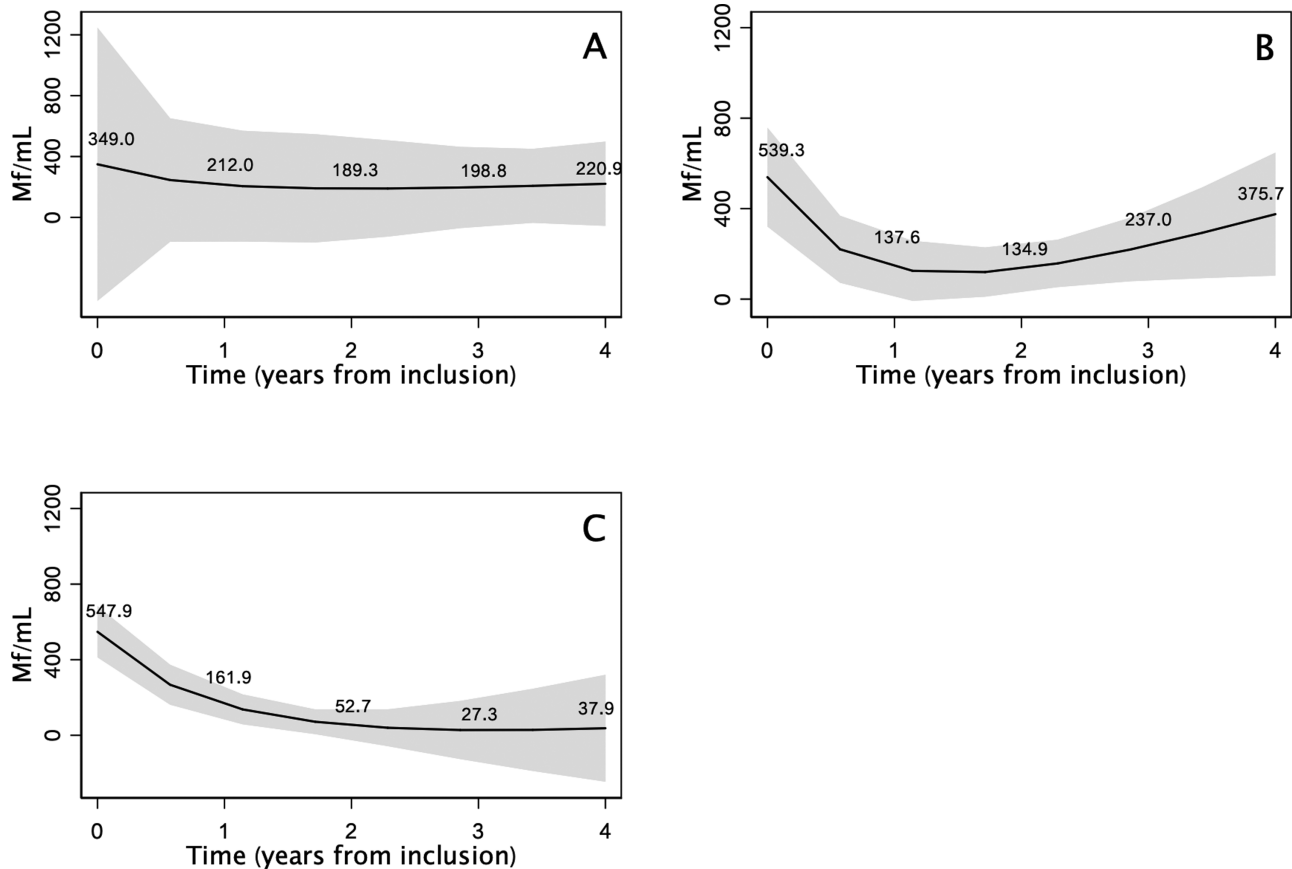 A
Mf/mL
1200
800
400
0
349.0
212.0
189.3
198.8
220.9
0 1 2 3 4
Time (years from inclusion)
B
Mf/mL
1200
800
400
0
539.3
137.6
134.9
237.0
375.7
0 1 2 3 4
Time (years from inclusion)
C
Mf/mL
1200
800
400
0
547.9
161.9
52.7
27.3
37.9
0 1 2 3 4
Time (years from inclusion)